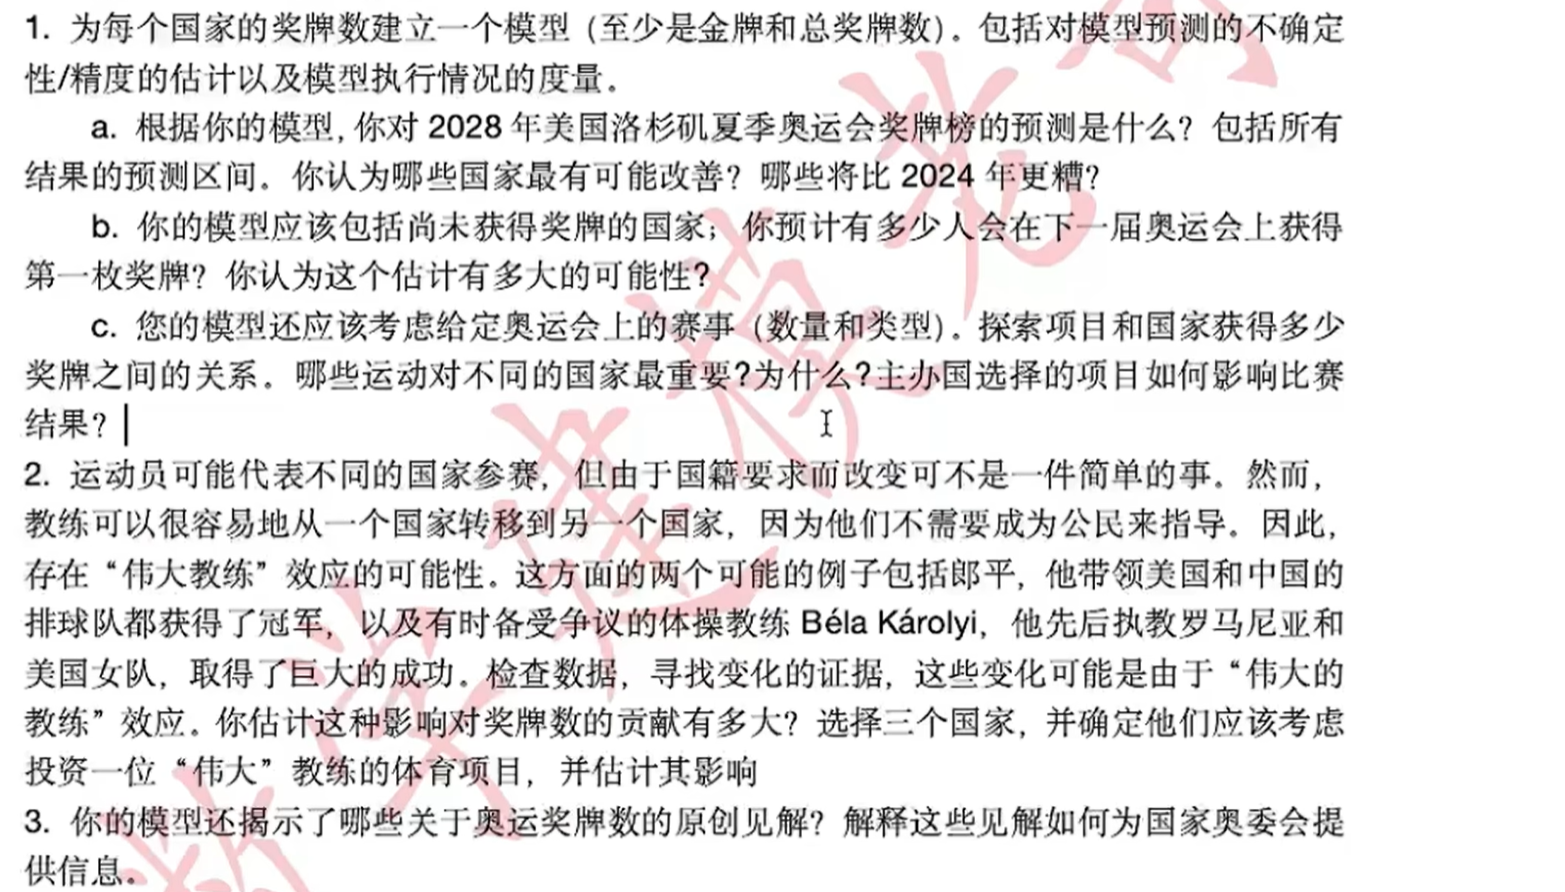 1. 为每个国家的奖牌数建立一个模型（至少是金牌和总奖牌数）。包括对模型预测的不确定
性/精度的估计以及模型执行情况的度量。
a. 根据你的模型, 你对 2028 年美国洛杉矶夏季奥运会奖牌榜的预测是什么？包括所有
结果的预测区间。你认为哪些国家最有可能改善？哪些将比 2024 年更糟？
b. 你的模型应该包括尚未获得奖牌的国家；你预计有多少人会在下一届奥运会上获得
第一枚奖牌？你认为这个估计有多大的可能性？
c. 您的模型还应该考虑给定奥运会上的赛事（数量和类型）。探索项目和国家获得多少
奖牌之间的关系。哪些运动对不同的国家最重要?为什么?主办国选择的项目如何影响比赛
结果？
2. 运动员可能代表不同的国家参赛，但由于国籍要求而改变可不是一件简单的事。然而，
教练可以很容易地从一个国家转移到另一个国家，因为他们不需要成为公民来指导。因此，
存在“伟大教练”效应的可能性。这方面的两个可能的例子包括郎平，他带领美国和中国的
排球队都获得了冠军，以及有时备受争议的体操教练 Béla Károlyi，他先后执教罗马尼亚和
美国女队，取得了巨大的成功。检查数据，寻找变化的证据，这些变化可能是由于“伟大的
教练”效应。你估计这种影响对奖牌数的贡献有多大？选择三个国家，并确定他们应该考虑
投资一位“伟大”教练的体育项目，并估计其影响
3. 你的模型还揭示了哪些关于奥运奖牌数的原创见解？解释这些见解如何为国家奥委会提
供信息。
数学建模老哥